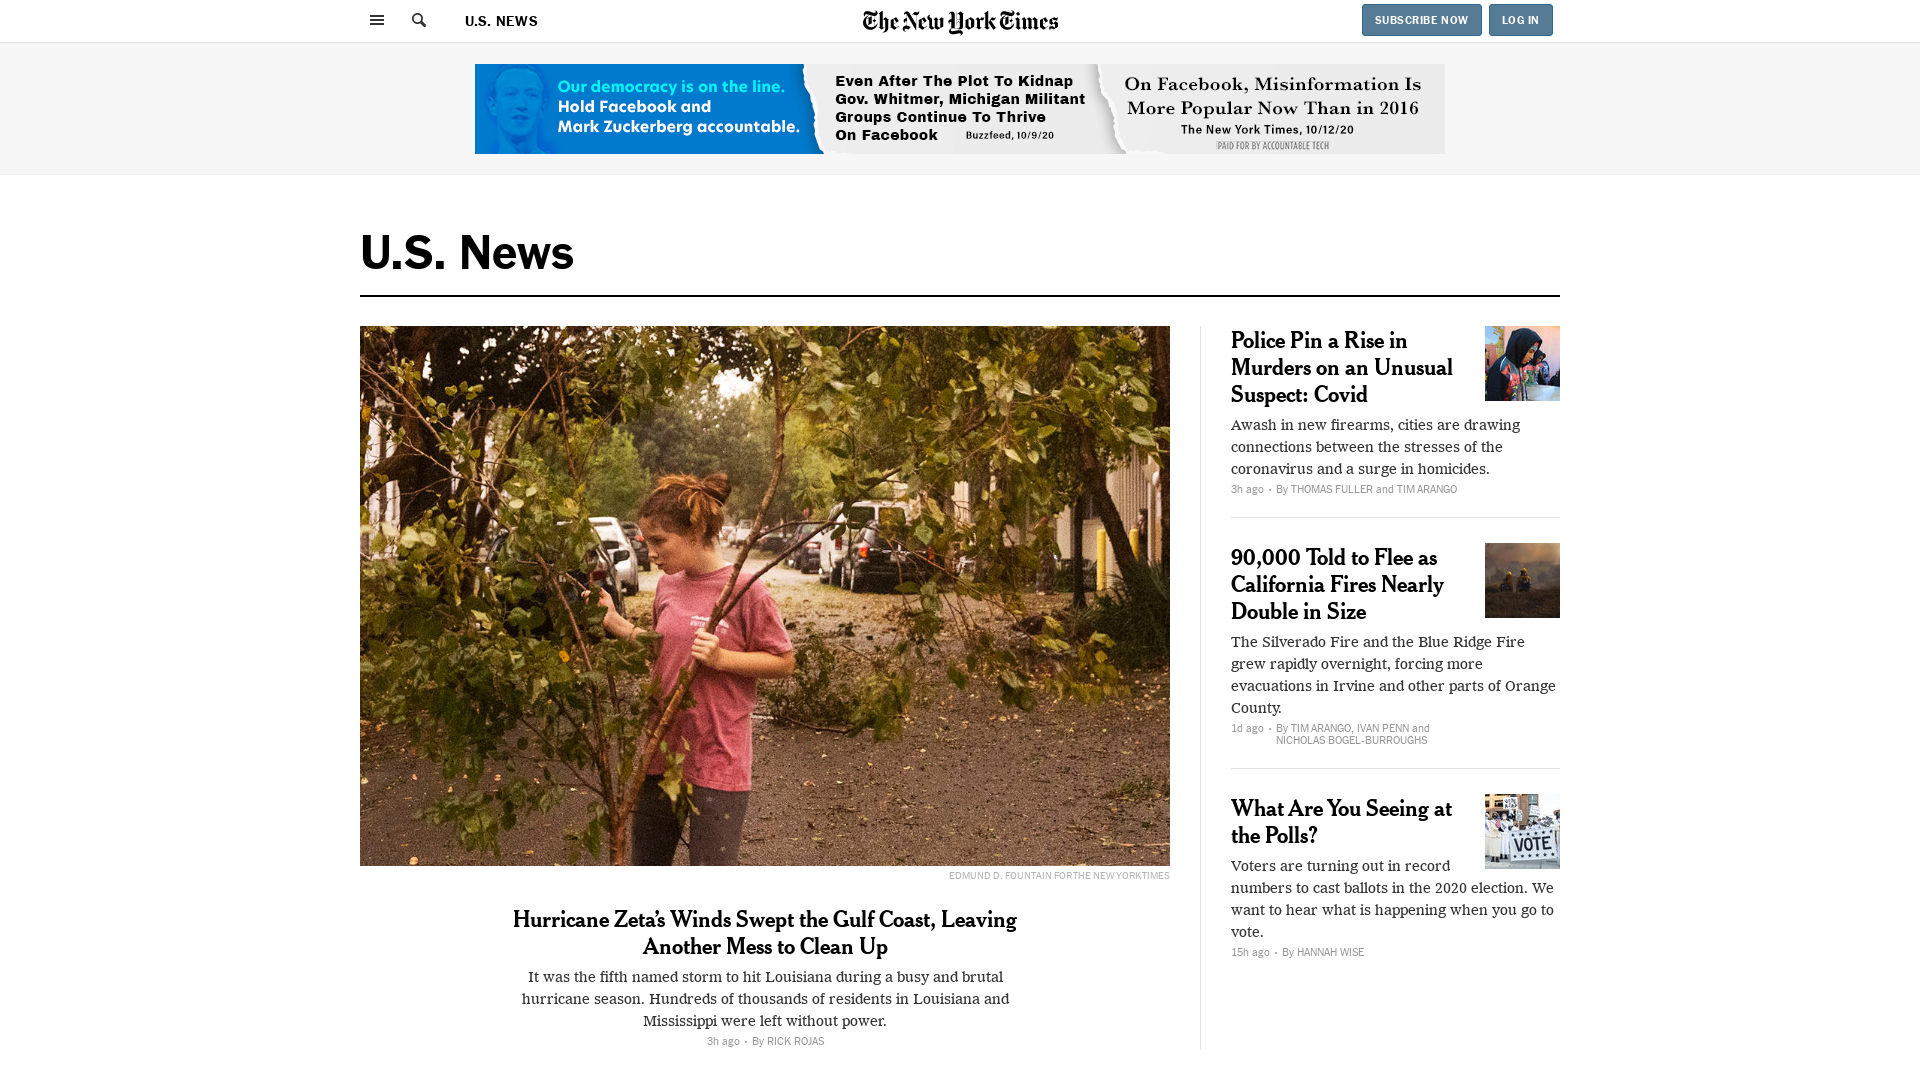 U.S. NEWS
The New York Times
SUBSCRIBE NOW
LOG IN
Our democracy is on the line.
Hold Facebook and
Mark Zuckerberg accountable.
Even After The Plot To Kidnap
Gov. Whitmer, Michigan Militant
Groups Continue To Thrive
On Facebook Buzzfeed, 10/9/20
On Facebook, Misinformation Is
More Popular Now Than in 2016
The New York Times, 10/12/20
PAID FOR BY ACCOUNTABLE TECH
U.S. News
EDMUND D. FOUNTAIN FOR THE NEW YORK TIMES
Hurricane Zeta’s Winds Swept the Gulf Coast, Leaving
Another Mess to Clean Up
It was the fifth named storm to hit Louisiana during a busy and brutal
hurricane season. Hundreds of thousands of residents in Louisiana and
Mississippi were left without power.
3h ago · By RICK ROJAS
Police Pin a Rise in
Murders on an Unusual
Suspect: Covid
Awash in new firearms, cities are drawing
connections between the stresses of the
coronavirus and a surge in homicides.
3h ago · By THOMAS FULLER and TIM ARANGO
90,000 Told to Flee as
California Fires Nearly
Double in Size
The Silverado Fire and the Blue Ridge Fire
grew rapidly overnight, forcing more
evacuations in Irvine and other parts of Orange
County.
1d ago · By TIM ARANGO, IVAN PENN and
NICHOLAS BOGEL-BURROUGHS
What Are You Seeing at
the Polls?
VOTE
Voters are turning out in record
numbers to cast ballots in the 2020 election. We
want to hear what is happening when you go to
vote.
15h ago · By HANNAH WISE